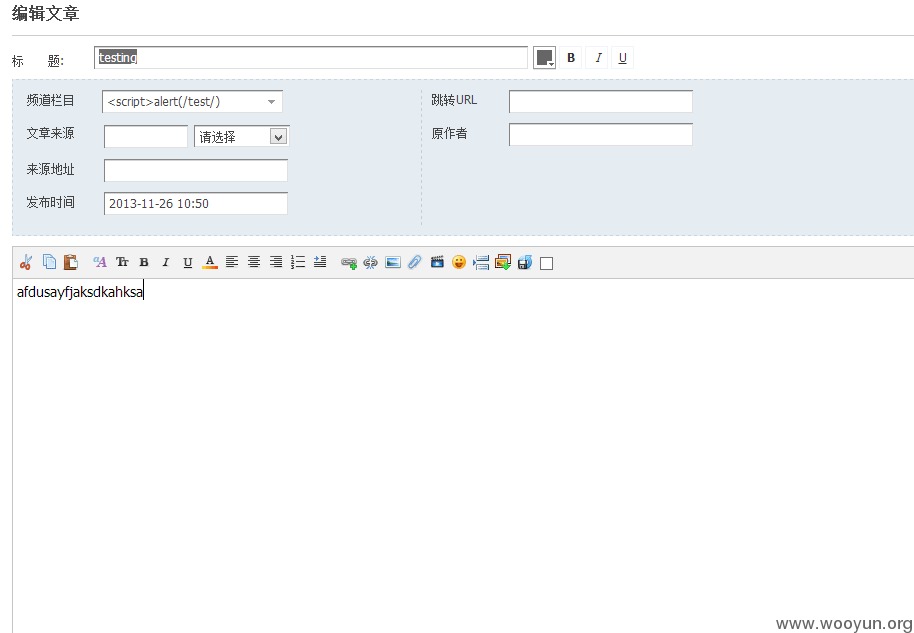 编辑文章
标 题: testing B I U
频道栏目 <script>alert(/test/) 跳转URL
文章来源 请选择 原作者
来源地址
发布时间 2013-11-26 10:50
afdusayfjaksdkahksa
www.wooyun.org